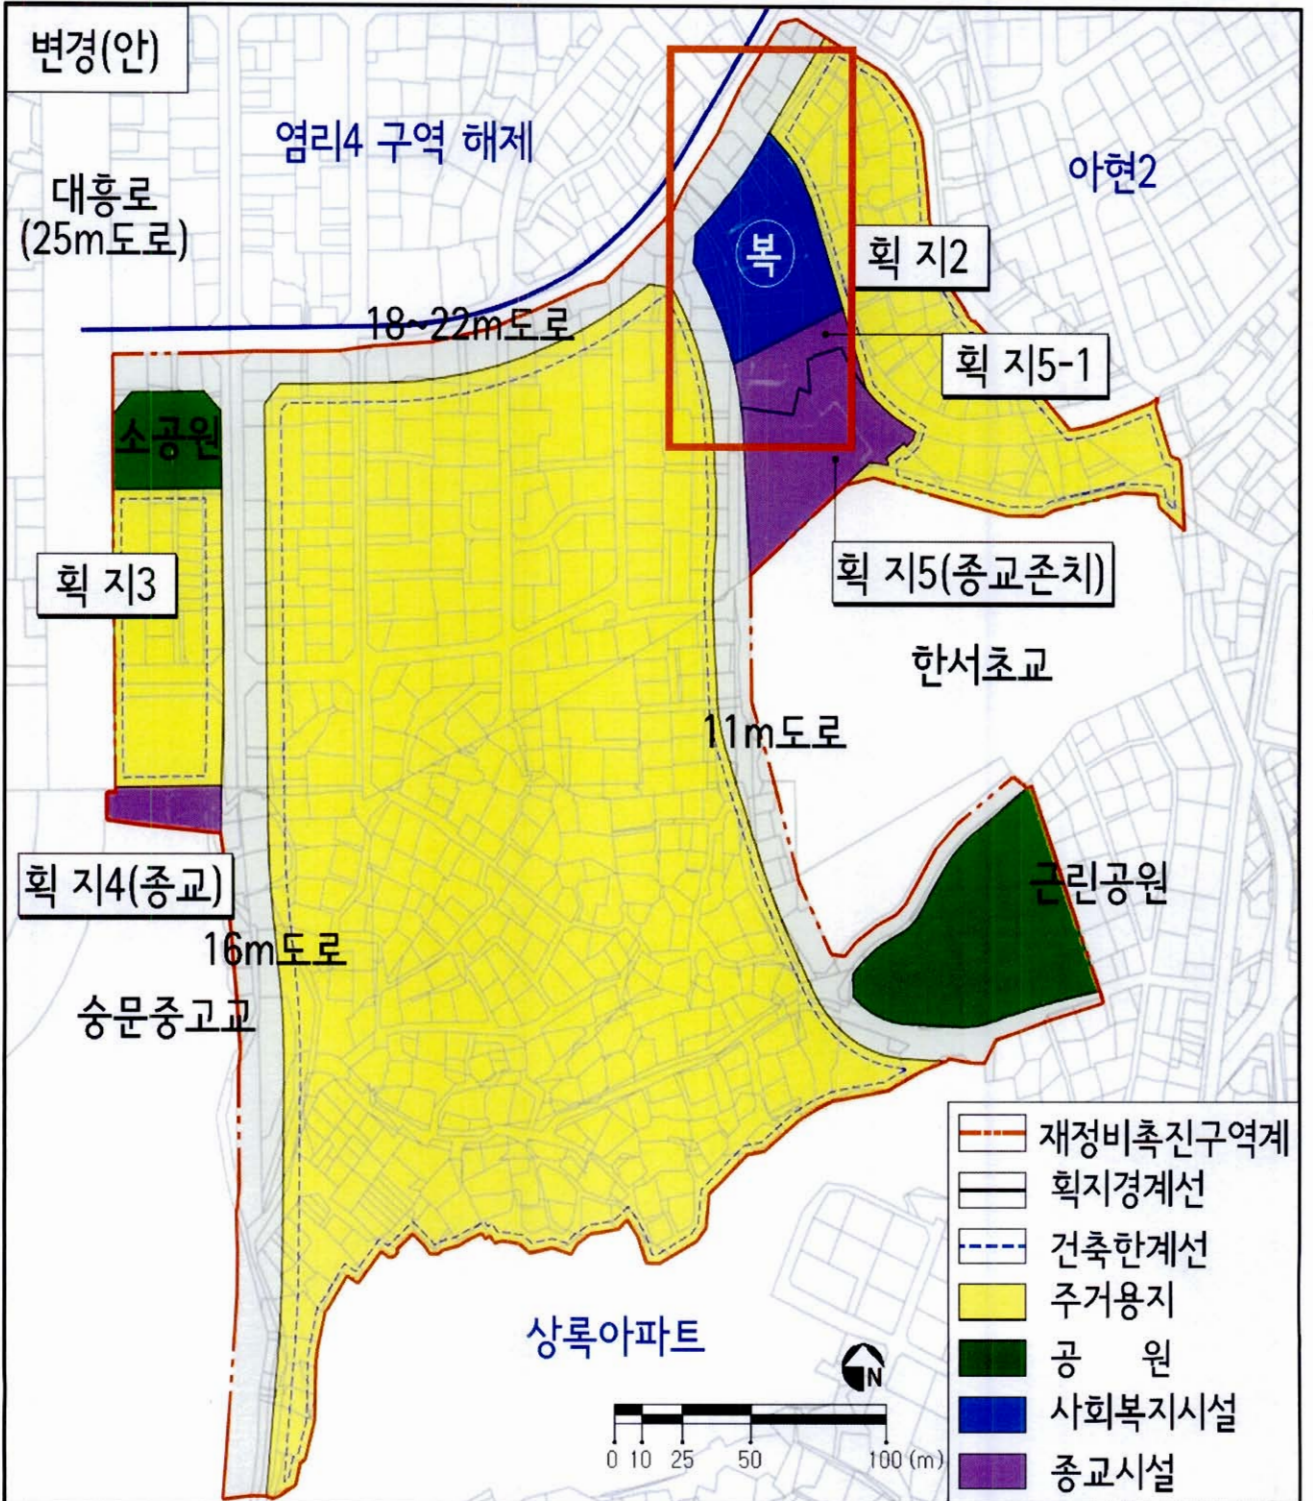 변경(안)
염리4 구역 해제
대흥로
(25m도로)
아현2
복
획 지2
18~22m도로
획 지5-1
소공원
획 지3
획 지5(종교존치)
한서초교
11m도로
획 지4(종교)
근린공원
16m도로
숭문중고교
상록아파트
N
0 10 25 50 100 (m)
재정비촉진구역계
획지경계선
건축한계선
주거용지
공 원
사회복지시설
종교시설